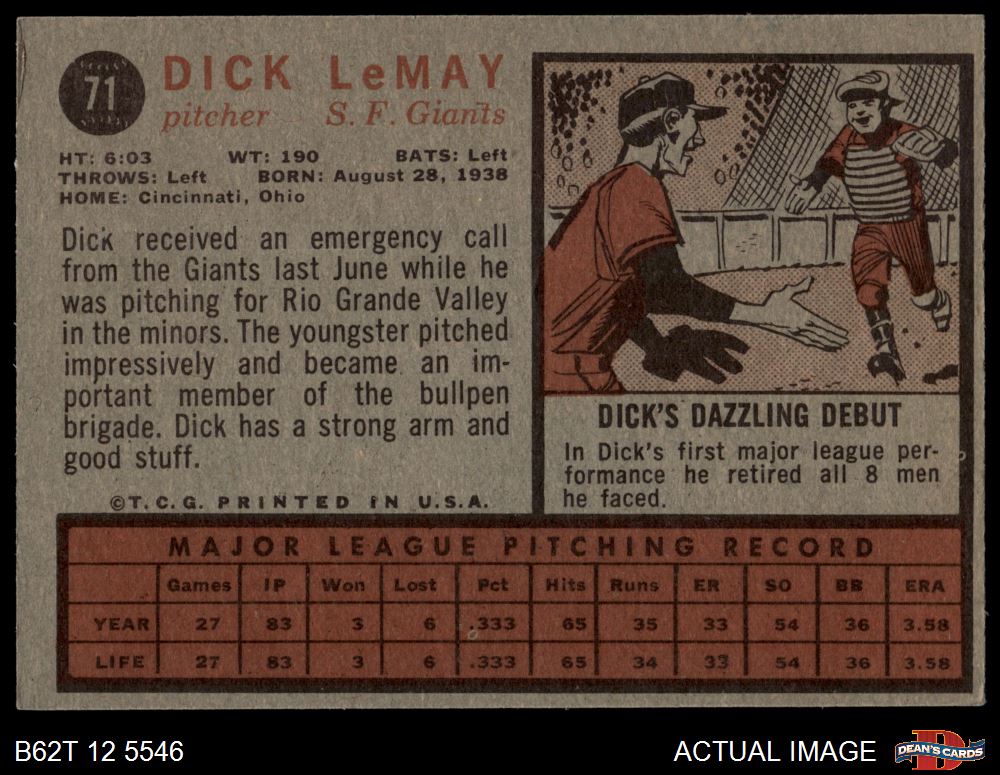 71
DICK LeMAY
pitcher S. F. Giants
HT: 6:03 WT: 190 BATS: Left
THROWS: Left BORN: August 28, 1938
HOME: Cincinnati, Ohio
Dick received an emergency call
from the Giants last June while he
was pitching for Rio Grande Valley
in the minors. The youngster pitched
impressively and became an im-
portant member of the bullpen
brigade. Dick has a strong arm and
good stuff.
©T.C.G. PRINTED IN U.S.A.
DICK'S DAZZLING DEBUT
In Dick's first major league per-
formance he retired all 8 men
he faced.
MAJOR LEAGUE PITCHING RECORD
Games IP Won Lost Pct Hits Runs ER SO BB ERA
YEAR 27 83 3 6 .333 65 35 33 54 36 3.58
LIFE 27 83 3 6 .333 65 34 33 54 36 3.58
B62T 12 5546 ACTUAL IMAGE DEAN'S CARDS